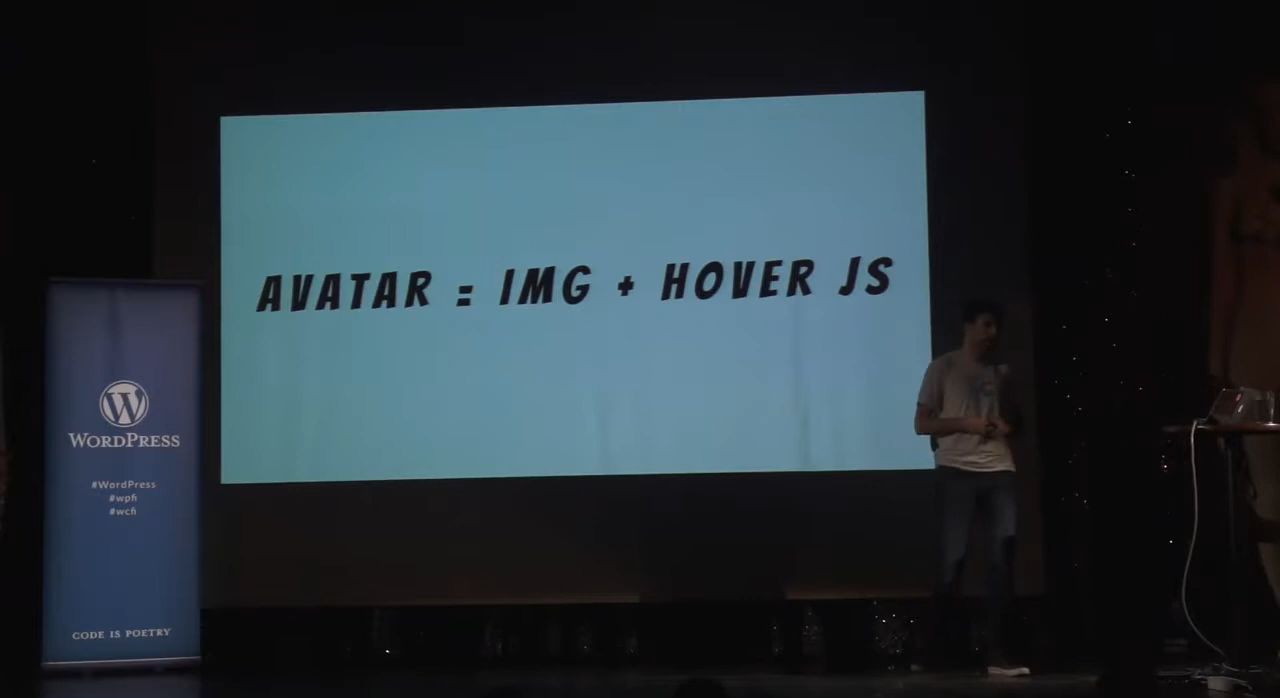 AVATAR = IMG + HOVER JS
WORDPRESS
#WordPress
#wpfi
#wcfi
CODE IS POETRY